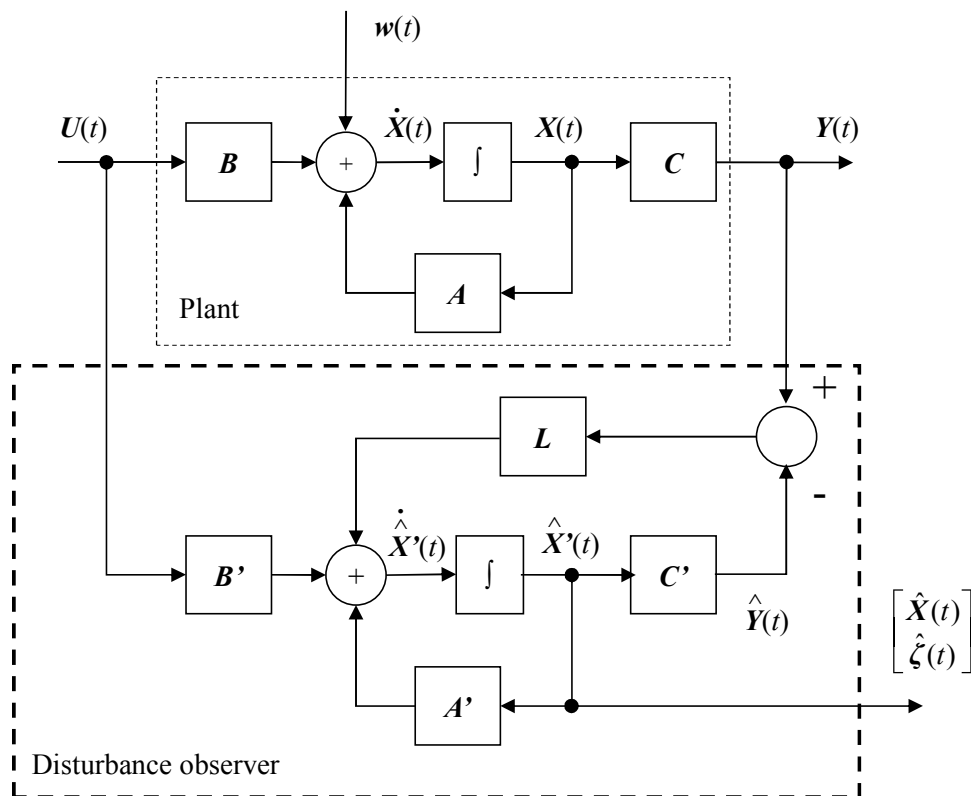 w(t)
U(t)
B
+
Ẋ(t)
∫
X(t)
C
Y(t)
A
Plant
+
L
-
B’
+
X̂̇’(t)
∫
X̂’(t)
C’
Ŷ(t)
[X̂(t)
ζ̂(t)]
A’
Disturbance observer